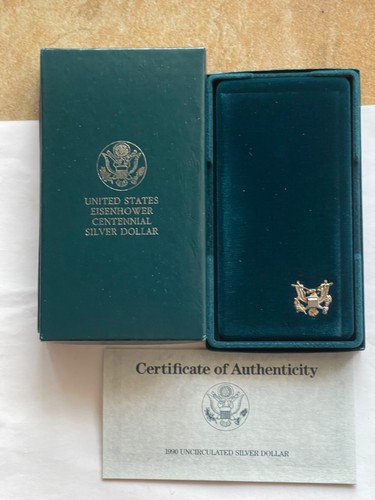 UNITED STATES
EISENHOWER
CENTENNIAL
SILVER DOLLAR
Certificate of Authenticity
1990 UNCIRCULATED SILVER DOLLAR